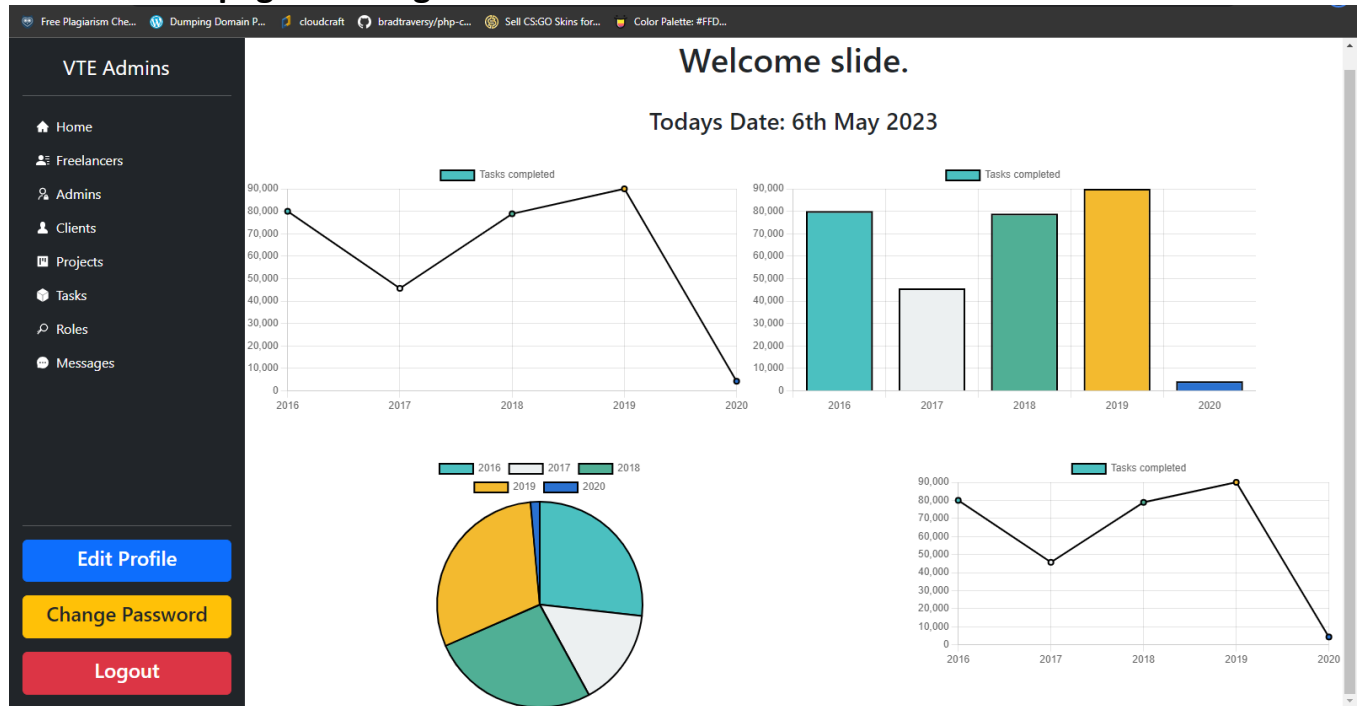 Free Plagiarism Che... Dumping Domain P... cloudcraft bradtraversy/php-c... Sell CS:GO Skins for... Color Palette: #FFD...
VTE Admins
Home
Freelancers
Admins
Clients
Projects
Tasks
Roles
Messages
Edit Profile
Change Password
Logout
Welcome slide.
Todays Date: 6th May 2023
Tasks completed
90,000
80,000
70,000
60,000
50,000
40,000
30,000
20,000
10,000
0
2016 2017 2018 2019 2020
Tasks completed
90,000
80,000
70,000
60,000
50,000
40,000
30,000
20,000
10,000
0
2016 2017 2018 2019 2020
2016 2017 2018
2019 2020
Tasks completed
90,000
80,000
70,000
60,000
50,000
40,000
30,000
20,000
10,000
0
2016 2017 2018 2019 2020